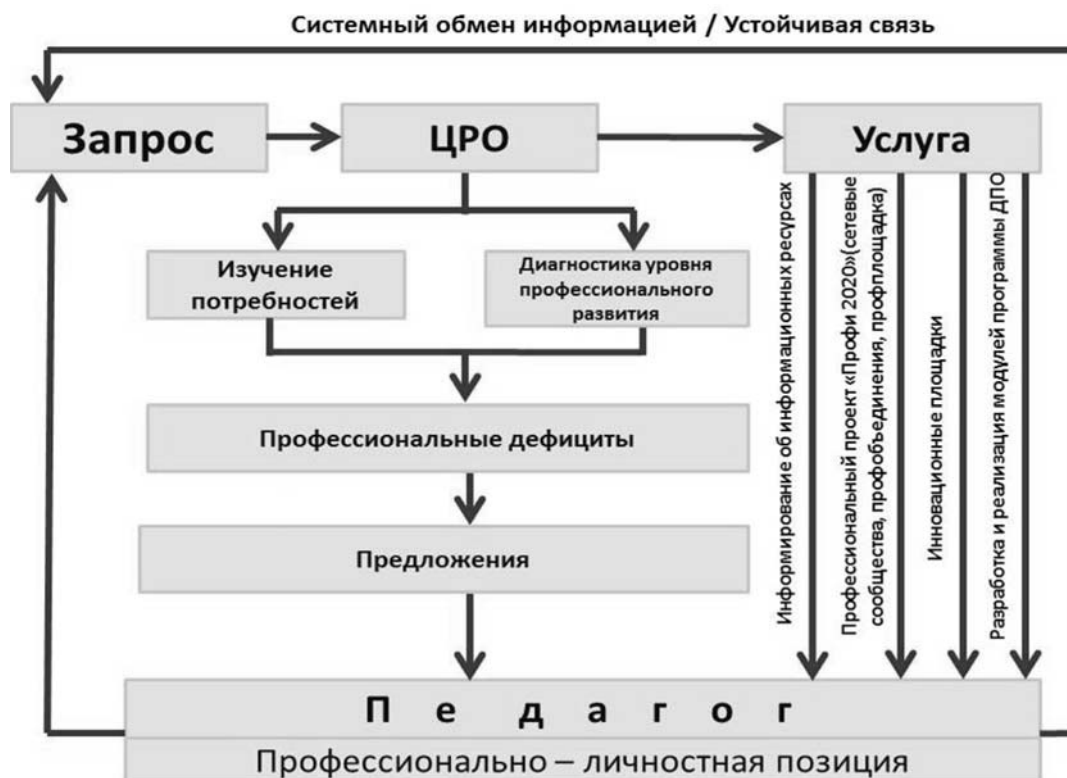 Системный обмен информацией / Устойчивая связь
Запрос
ЦРО
Услуга
Изучение
потребностей
Диагностика уровня
профессионального
развития
Профессиональные дефициты
Предложения
Информирование об информационных ресурсах
Профессиональный проект «Профи 2020»(сетевые
сообщества, профобъединения, профплощадка)
Инновационные площадки
Разработка и реализация модулей программы ДПО
Педагог
Профессионально – личностная позиция